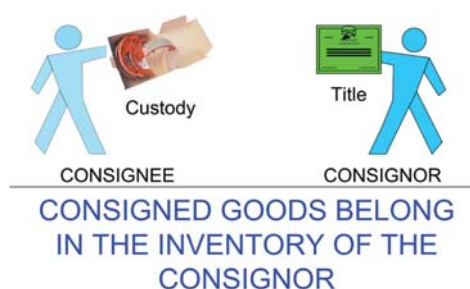 Custody
Title
CONSIGNEE
CONSIGNOR
CONSIGNED GOODS BELONG
IN THE INVENTORY OF THE
CONSIGNOR